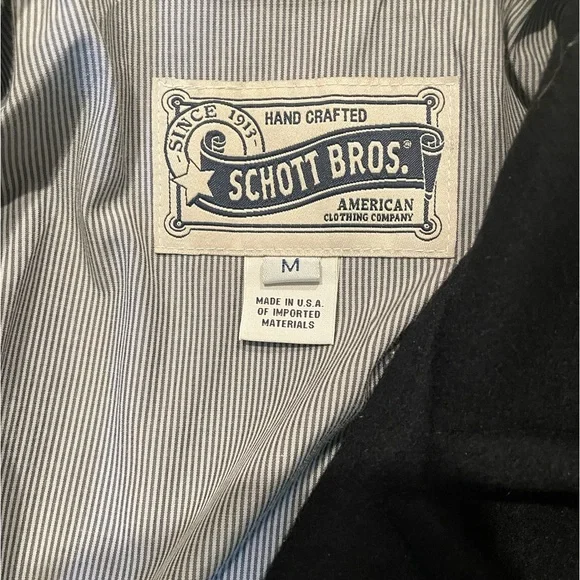 SINCE 1913
HAND CRAFTED
SCHOTT BROS.®
AMERICAN
CLOTHING COMPANY
M
MADE IN U.S.A.
OF IMPORTED
MATERIALS